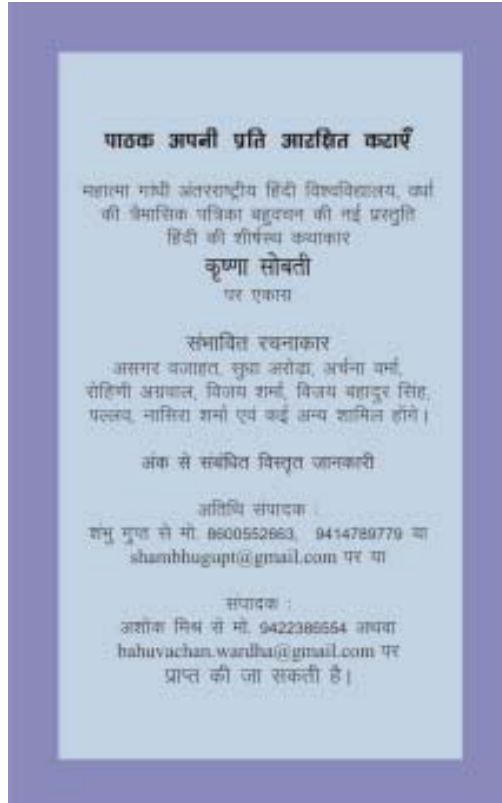 पाठक अपनी प्रति आरक्षित कराएँ
महात्मा गांधी अंतरराष्ट्रीय हिंदी विश्वविद्यालय, वर्धा
की त्रैमासिक पत्रिका बहुवचन की नई प्रस्तुति
हिंदी की शीर्षस्थ कथाकार
कृष्णा सोबती
पर एकाग्र
संभावित रचनाकार
असगर वजाहत, सुधा अरोड़ा, अर्चना वर्मा,
रोहिणी अग्रवाल, विजय शर्मा, विजय बहादुर सिंह,
पल्लव, नासिरा शर्मा एवं कई अन्य शामिल होंगे।
अंक से संबंधित विस्तृत जानकारी
अतिथि संपादक :
शंभु गुप्त से मो. 8600552663, 9414789779 या
shambhugupt@gmail.com पर या
संपादक :
अशोक मिश्र से मो. 9422386554 अथवा
bahuvachan.wardha@gmail.com पर
प्राप्त की जा सकती है।